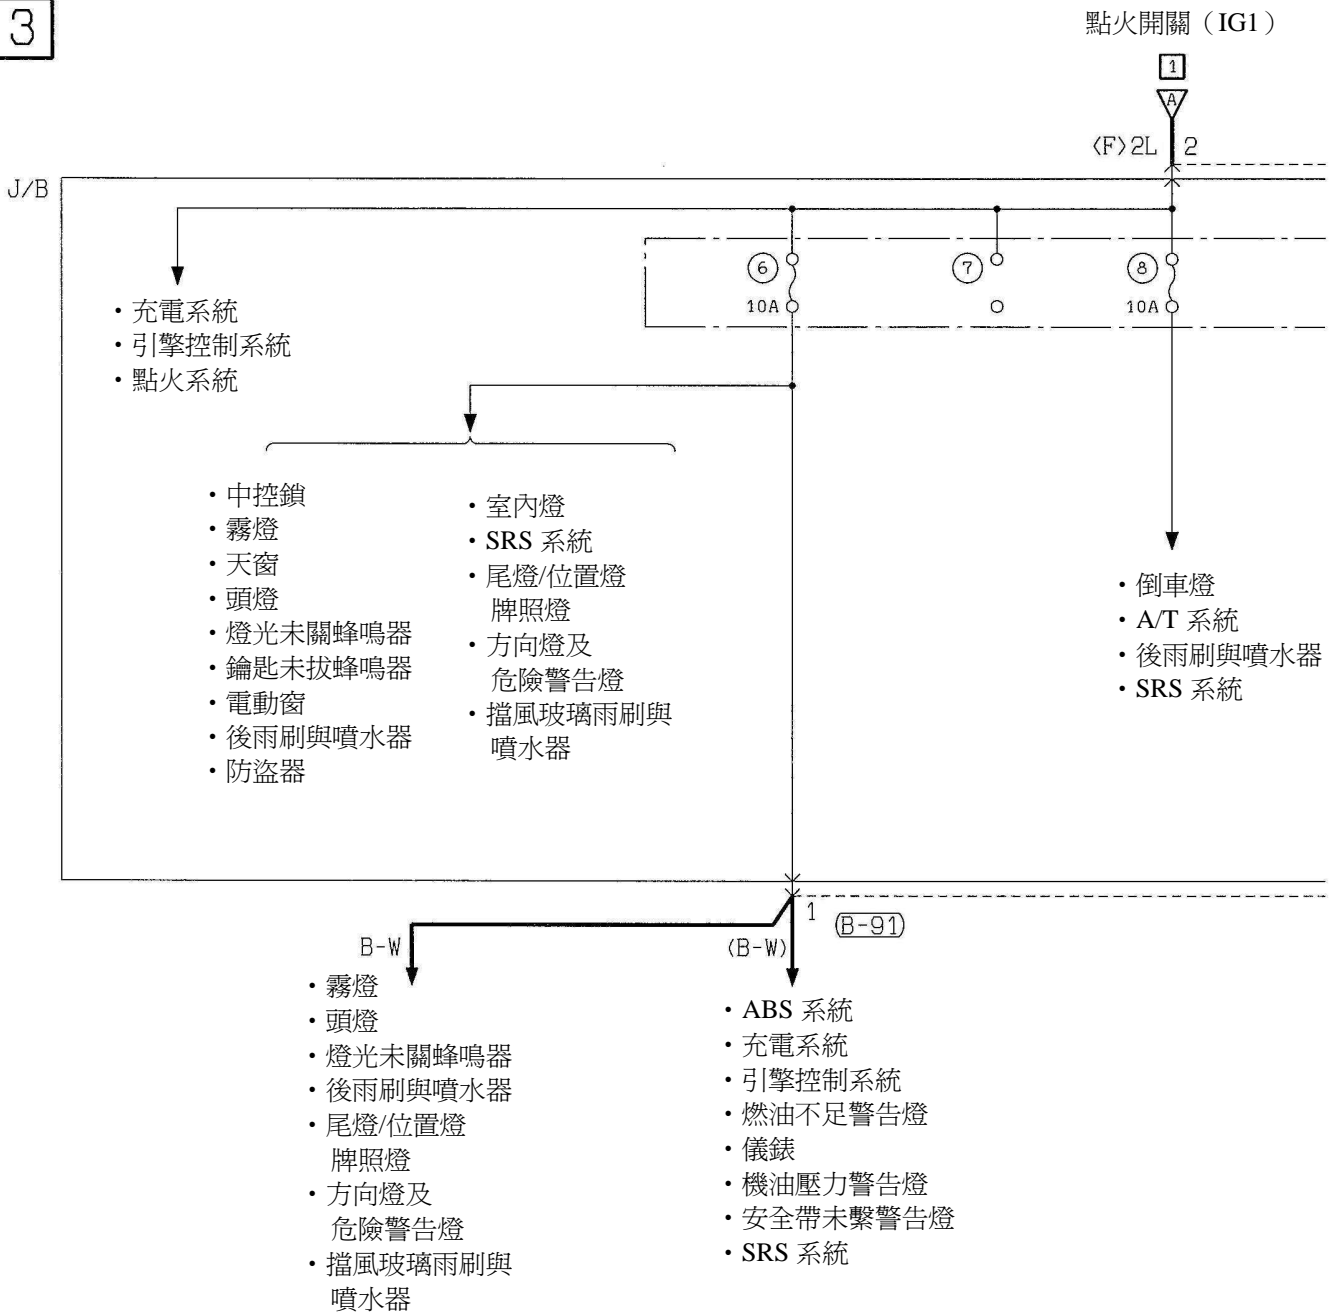 3
點火開關（IG1）
1
A
<F>2L 2
J/B
6
7
8
10A
10A
・充電系統
・引擎控制系統
・點火系統
・中控鎖
・霧燈
・天窗
・頭燈
・燈光未關蜂鳴器
・鑰匙未拔蜂鳴器
・電動窗
・後雨刷與噴水器
・防盜器
・室內燈
・SRS 系統
・尾燈/位置燈
牌照燈
・方向燈及
危險警告燈
・擋風玻璃雨刷與
噴水器
・倒車燈
・A/T 系統
・後雨刷與噴水器
・SRS 系統
1
(B-91)
B-W
(B-W)
・霧燈
・頭燈
・燈光未關蜂鳴器
・後雨刷與噴水器
・尾燈/位置燈
牌照燈
・方向燈及
危險警告燈
・擋風玻璃雨刷與
噴水器
・ABS 系統
・充電系統
・引擎控制系統
・燃油不足警告燈
・儀錶
・機油壓力警告燈
・安全帶未繫警告燈
・SRS 系統